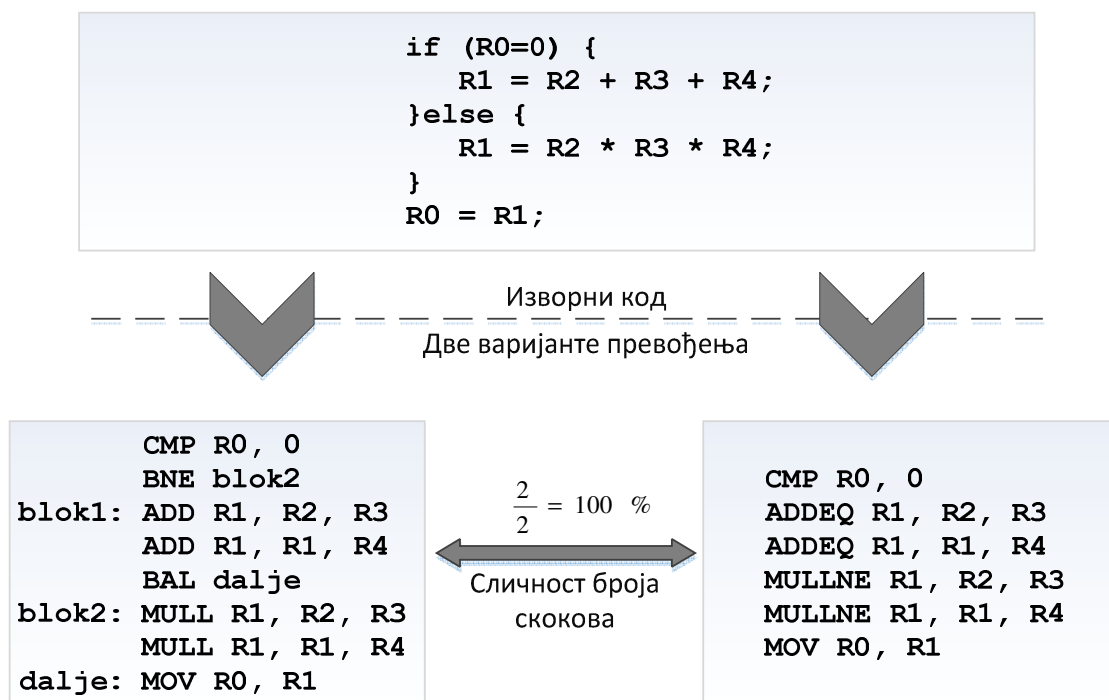 if (R0=0) {
R1 = R2 + R3 + R4;
}else {
R1 = R2 * R3 * R4;
}
R0 = R1;
Изворни код
Две варијанте превођења
CMP R0, 0
BNE blok2
blok1: ADD R1, R2, R3
ADD R1, R1, R4
BAL dalje
blok2: MULL R1, R2, R3
MULL R1, R1, R4
dalje: MOV R0, R1
2
2 = 100 %
Сличност броја
скокова
CMP R0, 0
ADDEQ R1, R2, R3
ADDEQ R1, R1, R4
MULLNE R1, R2, R3
MULLNE R1, R1, R4
MOV R0, R1